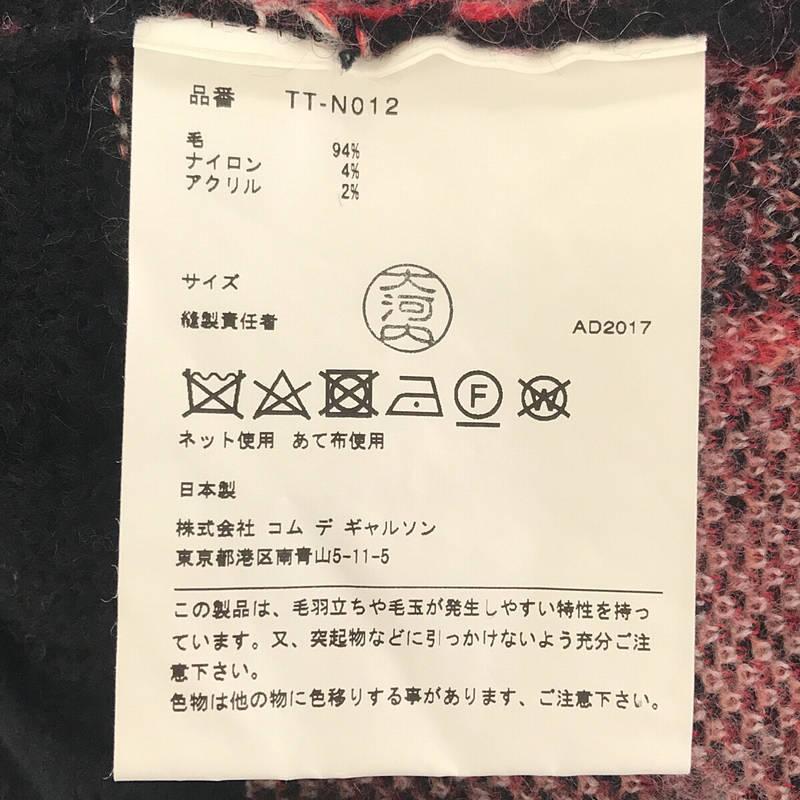 品番 TT-N012
毛 94%
ナイロン 4%
アクリル 2%
サイズ
大河内
縫製責任者
AD2017
F W
ネット使用 あて布使用
日本製
株式会社 コム デ ギャルソン
東京都港区南青山5-11-5
この製品は、毛羽立ちや毛玉が発生しやすい特性を持っ
ています。又、突起物などに引っかけないよう充分ご注
意下さい。
色物は他の物に色移りする事があります、ご注意下さい。